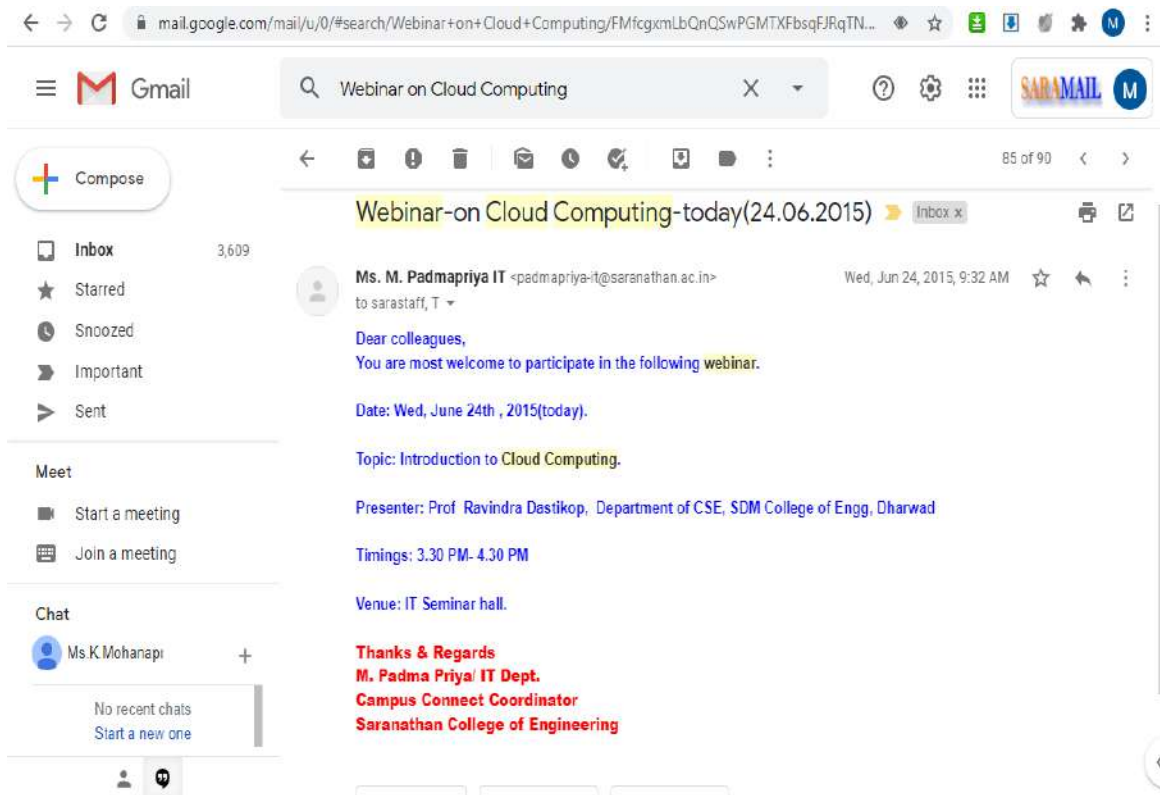 mail.google.com/mail/u/0/#search/Webinar+on+Cloud+Computing/FMfcgxmLbQnQSwPGMTXFbsqFJRqTN...
M
Gmail
Webinar on Cloud Computing
SARAMAIL
M
Compose
85 of 90
Webinar-on Cloud Computing-today(24.06.2015)
Inbox x
Inbox 3,609
Starred
Snoozed
Important
Sent
Meet
Start a meeting
Join a meeting
Chat
Ms.K.Mohanapr
No recent chats
Start a new one
Ms. M. Padmapriya IT <padmapriya-it@saranathan.ac.in>
Wed, Jun 24, 2015, 9:32 AM
to sarastaff, T
Dear colleagues,
You are most welcome to participate in the following webinar.
Date: Wed, June 24th , 2015(today).
Topic: Introduction to Cloud Computing.
Presenter: Prof Ravindra Dastikop, Department of CSE, SDM College of Engg, Dharwad
Timings: 3.30 PM- 4.30 PM
Venue: IT Seminar hall.
Thanks & Regards
M. Padma Priya/ IT Dept.
Campus Connect Coordinator
Saranathan College of Engineering